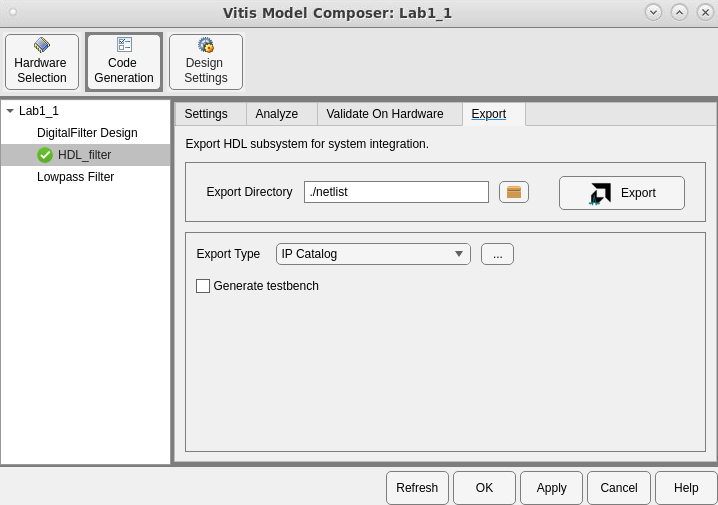 Vitis Model Composer: Lab1_1
Hardware
Selection
Code
Generation
Design
Settings
Lab1_1
DigitalFilter Design
HDL_filter
Lowpass Filter
Settings
Analyze
Validate On Hardware
Export
Export HDL subsystem for system integration.
Export Directory
./netlist
Export
Export Type
IP Catalog
...
Generate testbench
Refresh
OK
Apply
Cancel
Help